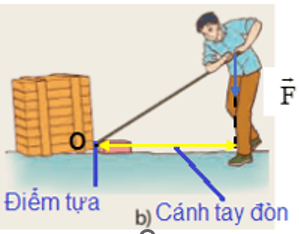 F
O
Điểm tựa
b) Cánh tay đòn